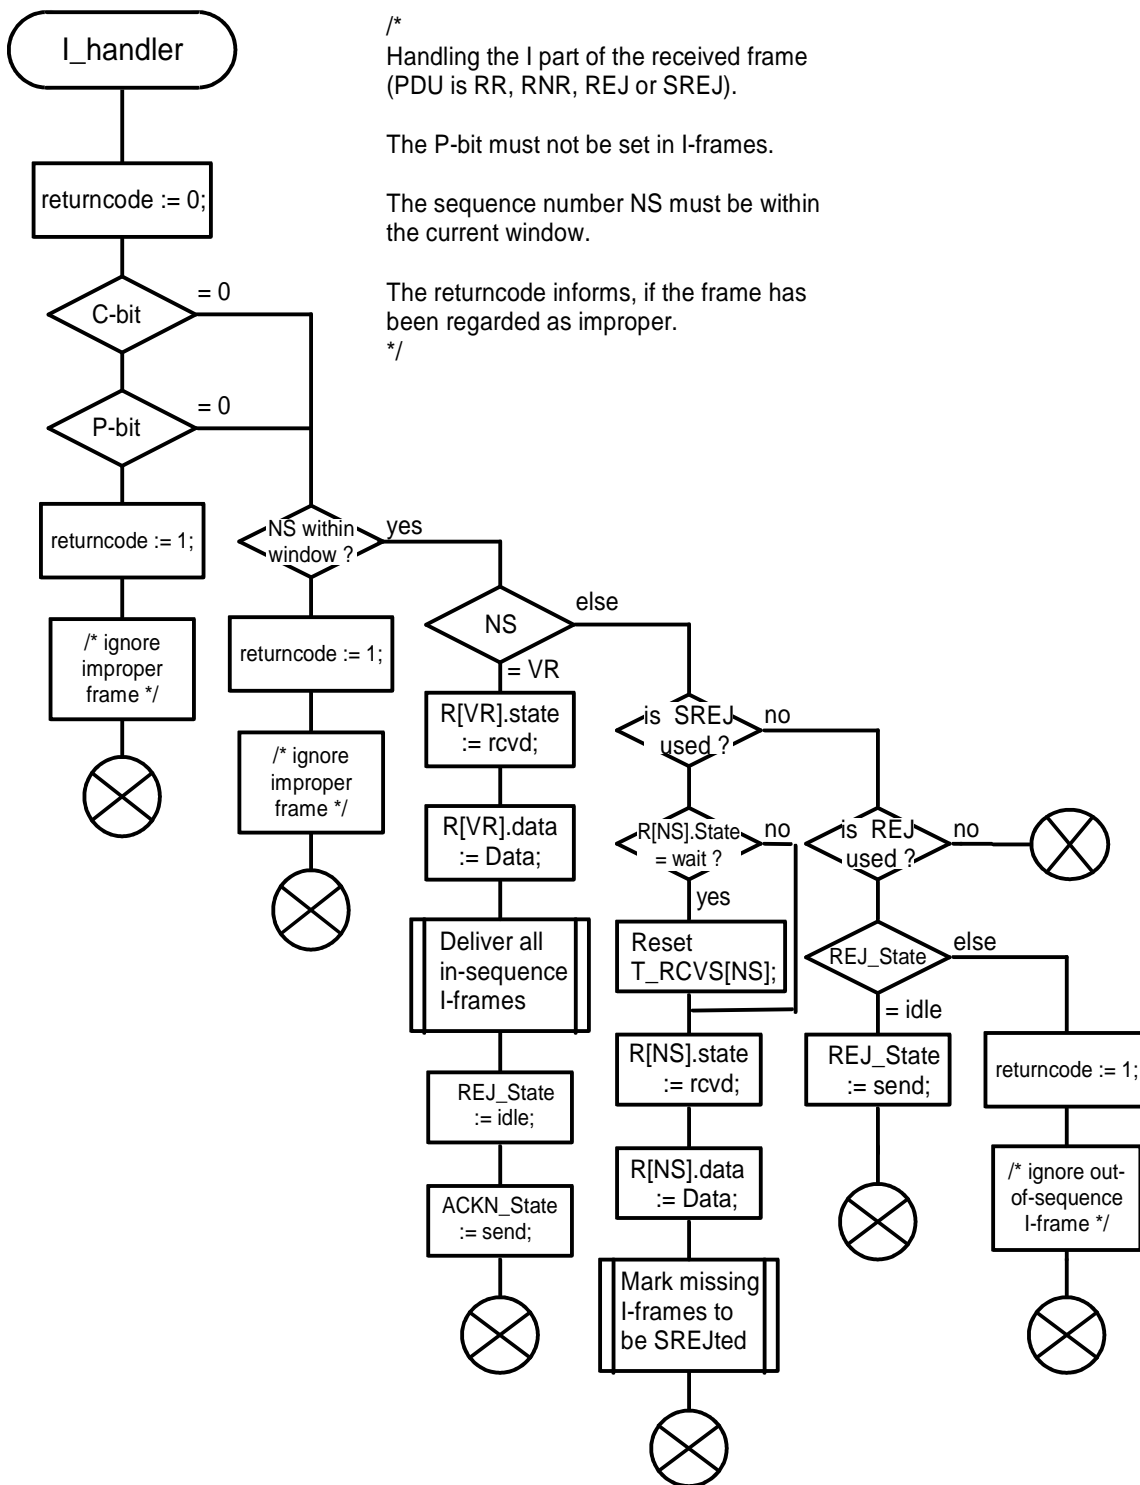 I_handler
/*
Handling the I part of the received frame
(PDU is RR, RNR, REJ or SREJ).
The P-bit must not be set in I-frames.
The sequence number NS must be within
the current window.
The returncode informs, if the frame has
been regarded as improper.
*/
returncode := 0;
C-bit
= 0
P-bit
= 0
returncode := 1;
/* ignore
improper
frame */
NS within
window ?
yes
returncode := 1;
/* ignore
improper
frame */
NS
else
= VR
R[VR].state
:= rcvd;
R[VR].data
:= Data;
Deliver all
in-sequence
I-frames
REJ_State
:= idle;
ACKN_State
:= send;
is SREJ
used ?
no
R[NS].State
= wait ?
no
yes
Reset
T_RCVS[NS];
R[NS].state
:= rcvd;
R[NS].data
:= Data;
Mark missing
I-frames to
be SREJted
is REJ
used ?
no
REJ_State
else
= idle
REJ_State
:= send;
returncode := 1;
/* ignore out-
of-sequence
I-frame */